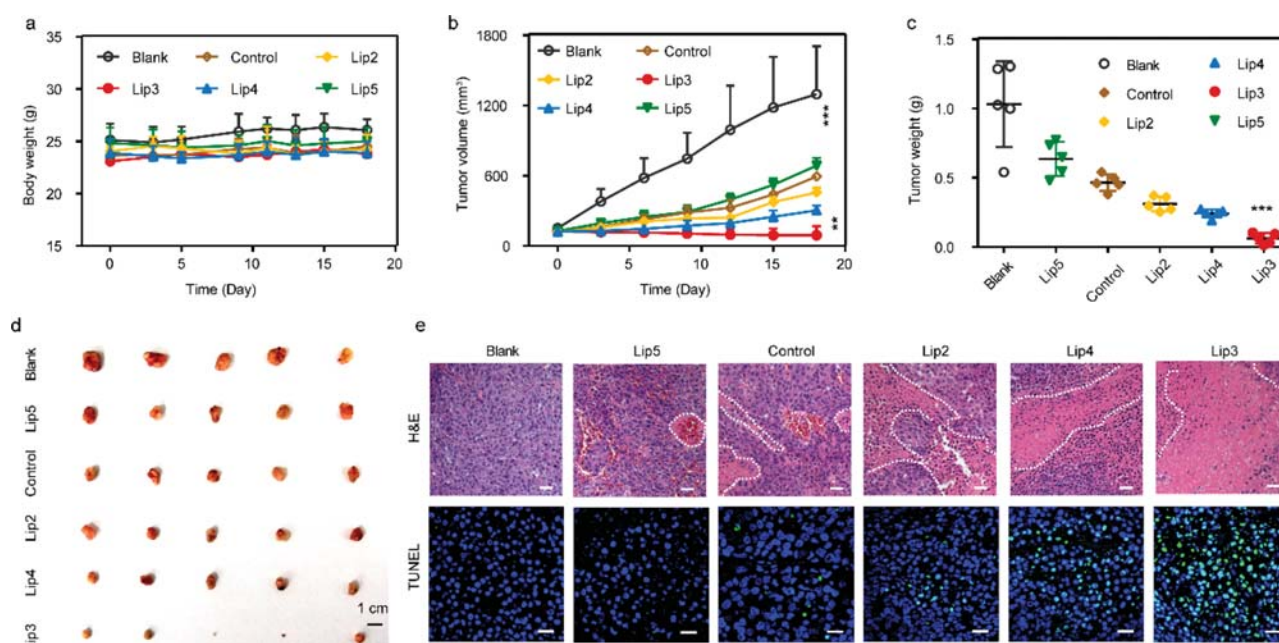 a
Body weight (g)
35
30
25
23
15
Blank
Control
Lip2
Lip3
Lip4
Lip5
0
5
10
15
20
Time (Day)
b
Tumor volume (mm³)
1800
1200
600
0
Blank
Control
Lip2
Lip3
Lip4
Lip5
***
**
0
5
10
15
20
Time (Day)
c
Tumor weight (g)
1.5
1.0
0.5
0.0
Blank
Lip4
Control
Lip3
Lip2
Lip5
***
Blank
Lip5
Control
Lip2
Lip4
Lip3
d
Blank
Lip5
Control
Lip2
Lip4
Lip3
1 cm
e
Blank
Lip5
Control
Lip2
Lip4
Lip3
H&E
TUNEL